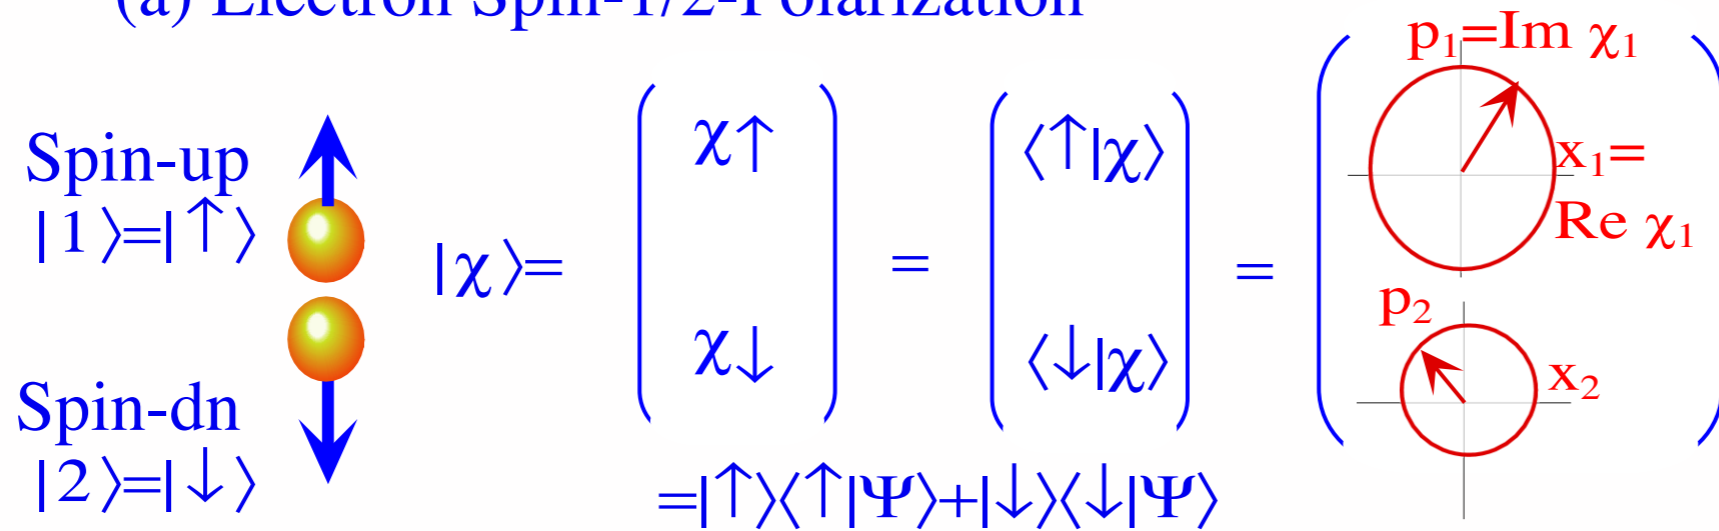 (a) Electron Spin-1/2-Polarization
Spin-up
|1⟩=|↑⟩
Spin-dn
|2⟩=|↓⟩
|χ⟩=
χ↑
χ↓
=
⟨↑|χ⟩
⟨↓|χ⟩
=
p₁=Im χ₁
x₁=
Re χ₁
p₂
x₂
=|↑⟩⟨↑|Ψ⟩+|↓⟩⟨↓|Ψ⟩